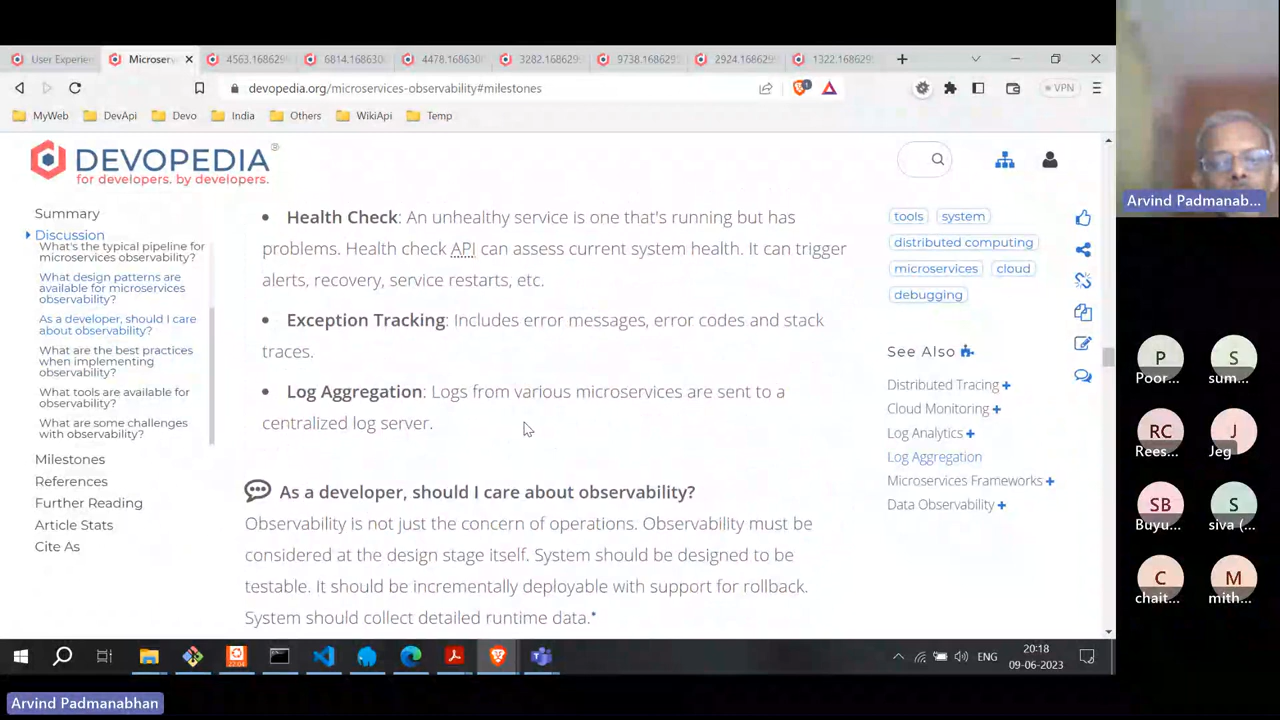 User Experien
Microserv
4563.168629
6814.168630
4478.168630
3282.168629
9738.168629
2924.168662
1322.168629
devopedia.org/microservices-observability#milestones
1
VPN
MyWeb
DevApi
Devo
India
Others
WikiApi
Temp
DEVOPEDIA®
for developers. by developers.
Summary
Discussion
What's the typical pipeline for
microservices observability?
What design patterns are
available for microservices
observability?
As a developer, should I care
about observability?
What are the best practices
when implementing
observability?
What tools are available for
observability?
What are some challenges
with observability?
Milestones
References
Further Reading
Article Stats
Cite As
• Health Check: An unhealthy service is one that's running but has
problems. Health check API can assess current system health. It can trigger
alerts, recovery, service restarts, etc.
• Exception Tracking: Includes error messages, error codes and stack
traces.
• Log Aggregation: Logs from various microservices are sent to a
centralized log server.
As a developer, should I care about observability?
Observability is not just the concern of operations. Observability must be
considered at the design stage itself. System should be designed to be
testable. It should be incrementally deployable with support for rollback.
System should collect detailed runtime data.*
tools system
distributed computing
microservices cloud
debugging
See Also
Distributed Tracing +
Cloud Monitoring +
Log Analytics +
Log Aggregation
Microservices Frameworks +
Data Observability +
Arvind Padmanab...
P
Poor...
S
sum...
RC
Rees...
J
Jeg
SB
Buyu...
S
siva (...
C
chait...
M
mith...
22.04
ENG
20:18
09-06-2023
Arvind Padmanabhan